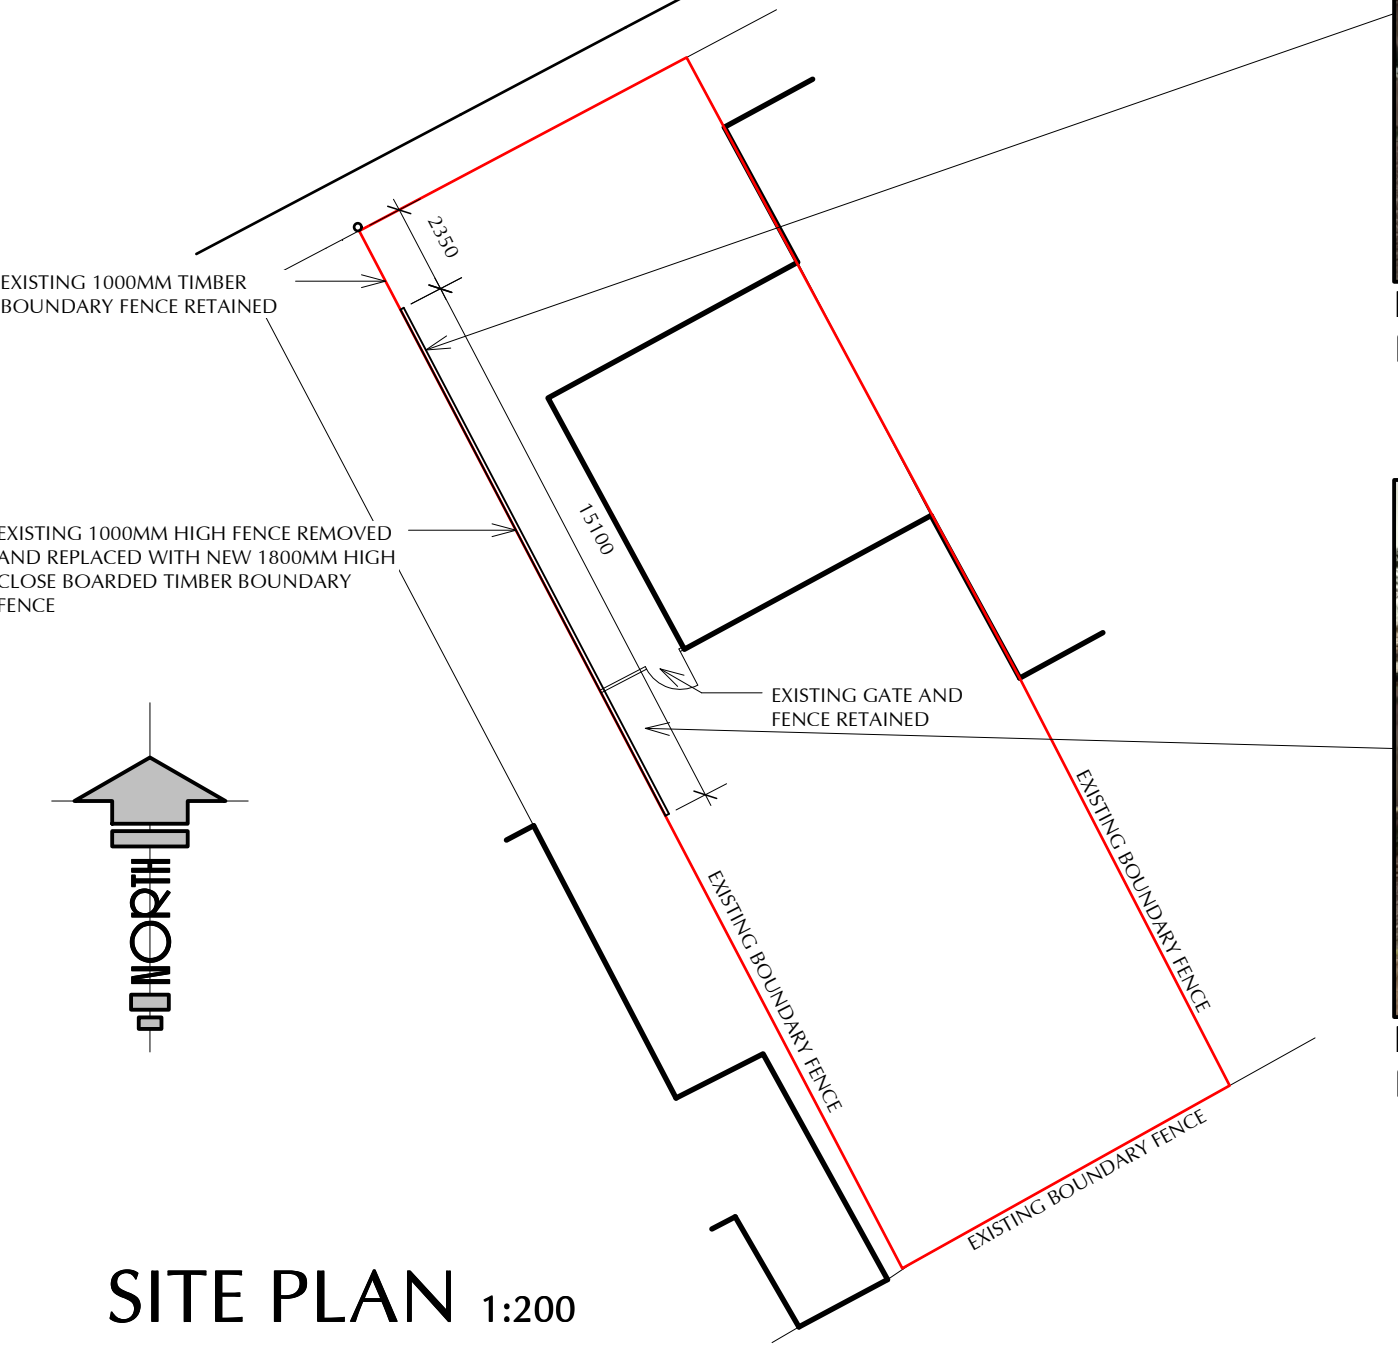 2350
EXISTING 1000MM TIMBER
BOUNDARY FENCE RETAINED
15100
EXISTING 1000MM HIGH FENCE REMOVED
AND REPLACED WITH NEW 1800MM HIGH
CLOSE BOARDED TIMBER BOUNDARY
FENCE
EXISTING GATE AND
FENCE RETAINED
EXISTING BOUNDARY FENCE
EXISTING BOUNDARY FENCE
EXISTING BOUNDARY FENCE
NORTH
SITE PLAN 1:200